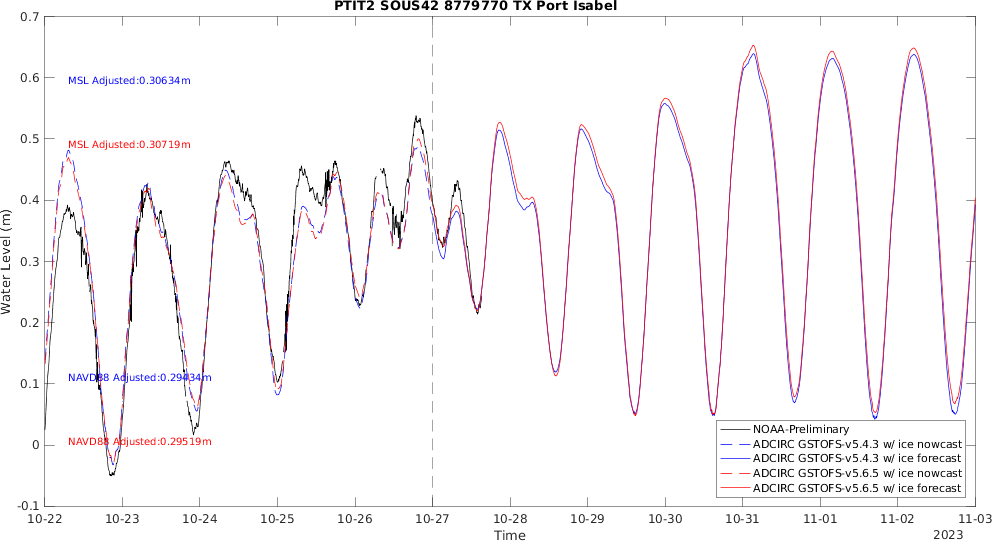 PTIT2 SOUS42 8779770 TX Port Isabel
0.7
0.6
0.5
0.4
0.3
0.2
0.1
0
-0.1
Water Level (m)
MSL Adjusted:0.30634m
MSL Adjusted:0.30719m
NAVD88 Adjusted:0.29434m
NAVD88 Adjusted:0.29519m
NOAA-Preliminary
ADCIRC GSTOFS-v5.4.3 w/ ice nowcast
ADCIRC GSTOFS-v5.4.3 w/ ice forecast
ADCIRC GSTOFS-v5.6.5 w/ ice nowcast
ADCIRC GSTOFS-v5.6.5 w/ ice forecast
10-22 10-23 10-24 10-25 10-26 10-27 10-28 10-29 10-30 10-31 11-01 11-02 11-03
Time
2023